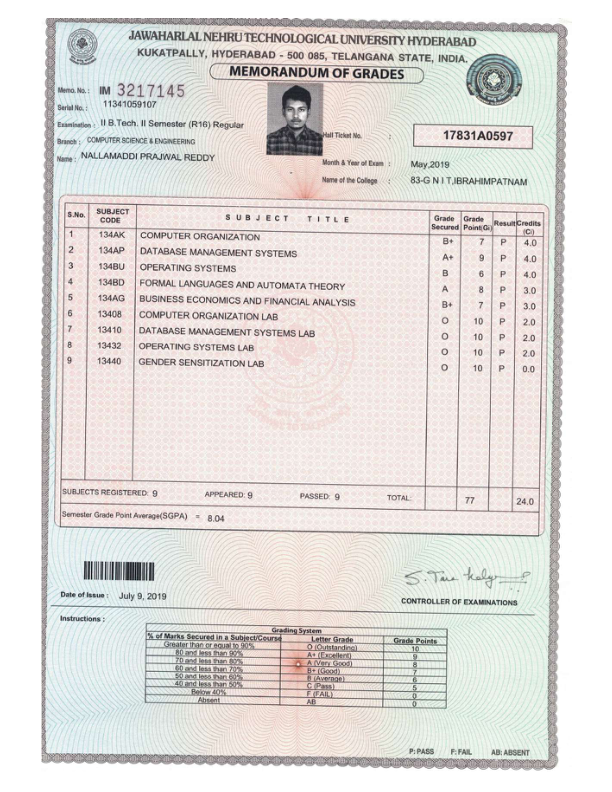 JAWAHARLAL NEHRU TECHNOLOGICAL UNIVERSITY HYDERABAD
KUKATPALLY, HYDERABAD - 500 085, TELANGANA STATE, INDIA.
MEMORANDUM OF GRADES
Memo. No. : IM 3217145
Serial No. : 11341059107
Examination : II B.Tech. II Semester (R16) Regular
Hall Ticket No. : 17831A0597
Branch : COMPUTER SCIENCE & ENGINEERING
Name : NALLAMADDI PRAJWAL REDDY
Month & Year of Exam : May,2019
Name of the College : 83-G N I T,IBRAHIMPATNAM
S.No. SUBJECT CODE SUBJECT TITLE Grade Secured Grade Point(Gi) Result Credits (Ci)
1 134AK COMPUTER ORGANIZATION B+ 7 P 4.0
2 134AP DATABASE MANAGEMENT SYSTEMS A+ 9 P 4.0
3 134BU OPERATING SYSTEMS B 6 P 4.0
4 134BD FORMAL LANGUAGES AND AUTOMATA THEORY A 8 P 3.0
5 134AG BUSINESS ECONOMICS AND FINANCIAL ANALYSIS B+ 7 P 3.0
6 13408 COMPUTER ORGANIZATION LAB O 10 P 2.0
7 13410 DATABASE MANAGEMENT SYSTEMS LAB O 10 P 2.0
8 13432 OPERATING SYSTEMS LAB O 10 P 2.0
9 13440 GENDER SENSITIZATION LAB O 10 P 0.0
SUBJECTS REGISTERED: 9 APPEARED: 9 PASSED: 9 TOTAL: 77 24.0
Semester Grade Point Average(SGPA) = 8.04
Date of Issue : July 9, 2019
CONTROLLER OF EXAMINATIONS
Instructions :
Grading System
% of Marks Secured in a Subject/Course Letter Grade Grade Points
Greater than or equal to 90% O (Outstanding) 10
80 and less than 90% A+ (Excellent) 9
70 and less than 80% A (Very Good) 8
60 and less than 70% B+ (Good) 7
50 and less than 60% B (Average) 6
40 and less than 50% C (Pass) 5
Below 40% F (FAIL) 0
Absent AB 0
P: PASS F: FAIL AB: ABSENT